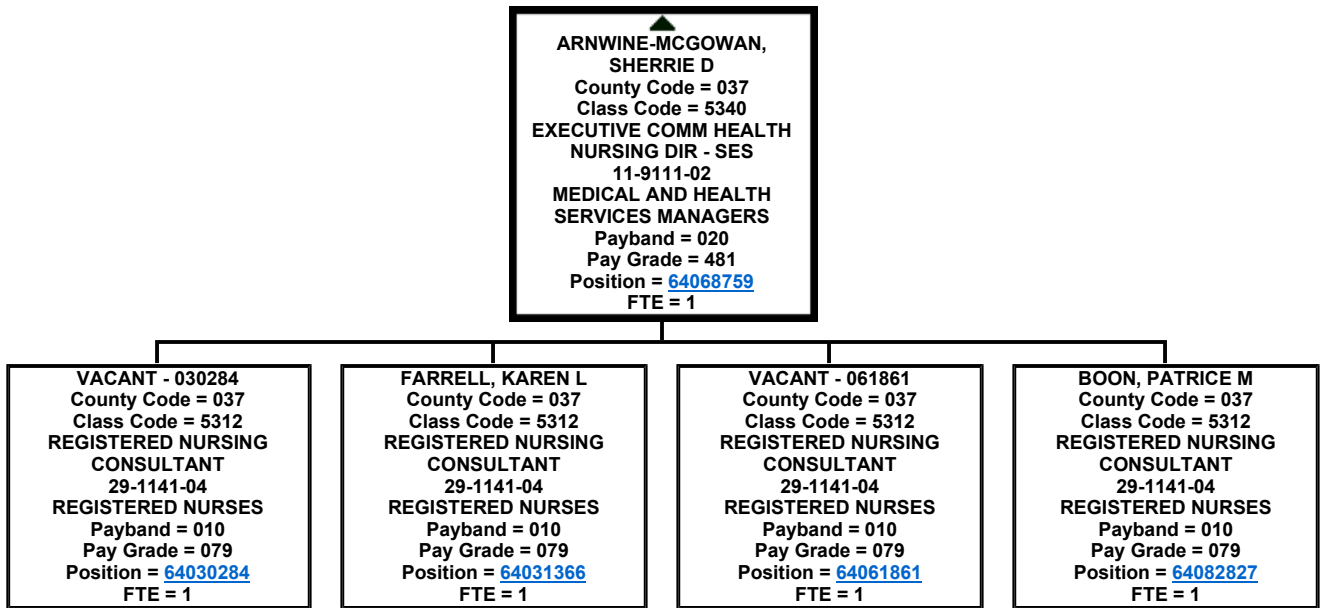 ARNWINE-MCGOWAN,
SHERRIE D
County Code = 037
Class Code = 5340
EXECUTIVE COMM HEALTH
NURSING DIR - SES
11-9111-02
MEDICAL AND HEALTH
SERVICES MANAGERS
Payband = 020
Pay Grade = 481
Position = 64068759
FTE = 1
VACANT - 030284
County Code = 037
Class Code = 5312
REGISTERED NURSING
CONSULTANT
29-1141-04
REGISTERED NURSES
Payband = 010
Pay Grade = 079
Position = 64030284
FTE = 1
FARRELL, KAREN L
County Code = 037
Class Code = 5312
REGISTERED NURSING
CONSULTANT
29-1141-04
REGISTERED NURSES
Payband = 010
Pay Grade = 079
Position = 64031366
FTE = 1
VACANT - 061861
County Code = 037
Class Code = 5312
REGISTERED NURSING
CONSULTANT
29-1141-04
REGISTERED NURSES
Payband = 010
Pay Grade = 079
Position = 64061861
FTE = 1
BOON, PATRICE M
County Code = 037
Class Code = 5312
REGISTERED NURSING
CONSULTANT
29-1141-04
REGISTERED NURSES
Payband = 010
Pay Grade = 079
Position = 64082827
FTE = 1